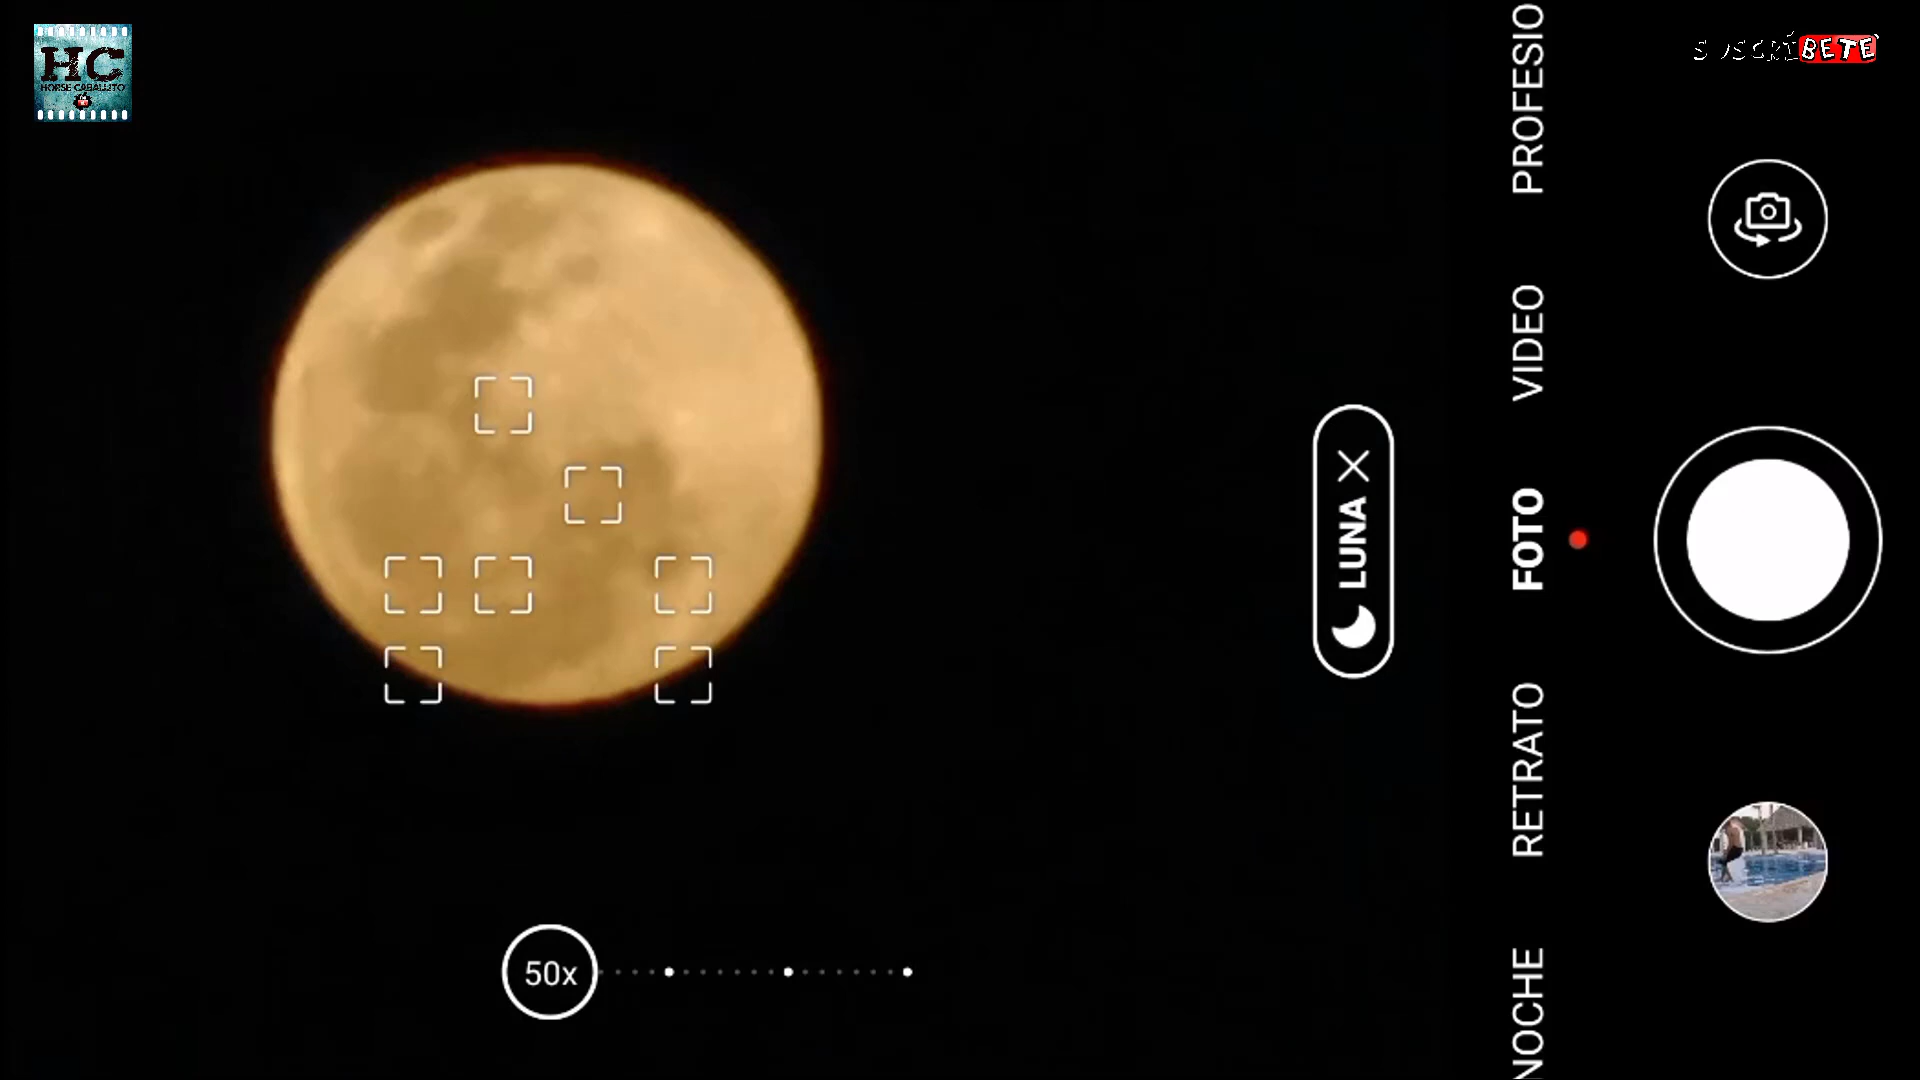 HC
HORSE CABALLITO
SUSCRÍBETE
PROFESIO
VIDEO
FOTO
RETRATO
NOCHE
LUNA
50x